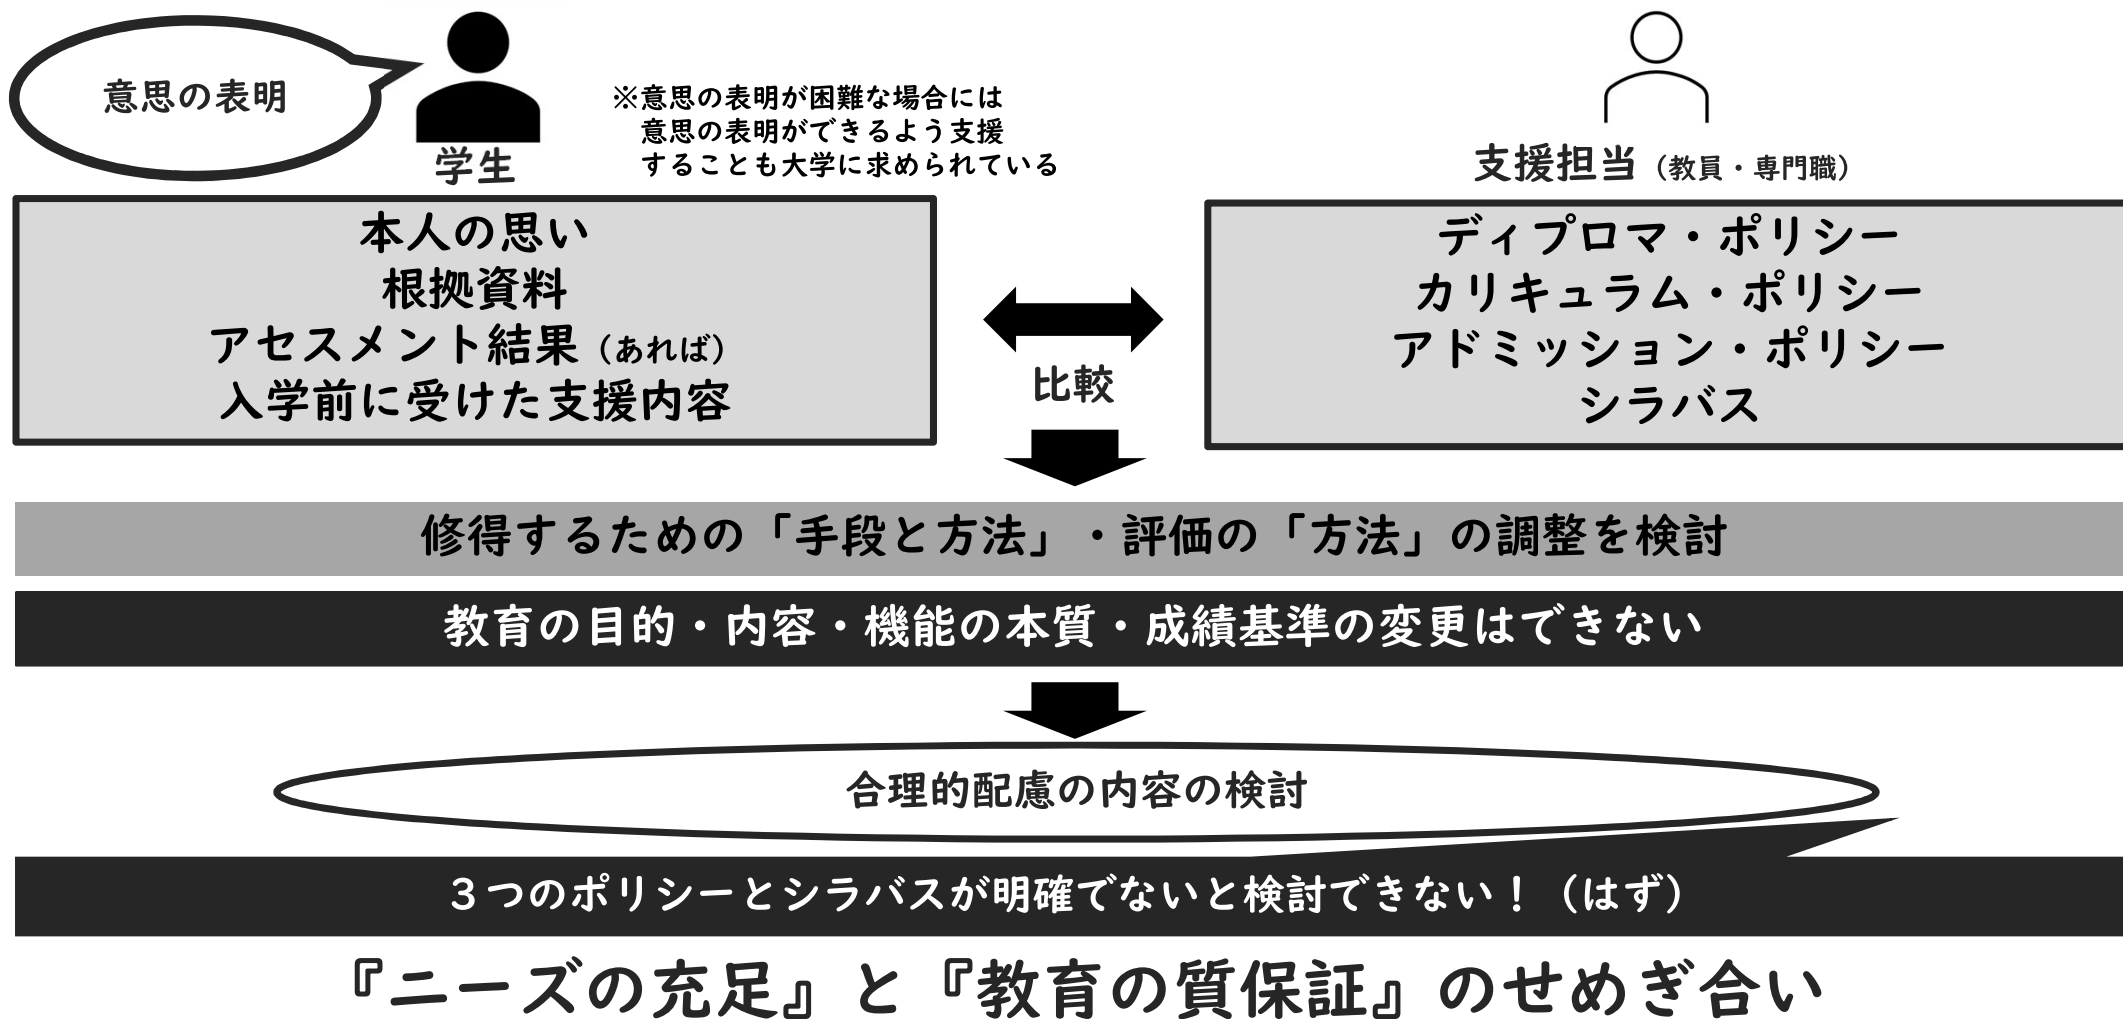 意思の表明
学生
※意思の表明が困難な場合には
意思の表明ができるよう支援
することも大学に求められている
支援担当（教員・専門職）
本人の思い
根拠資料
アセスメント結果（あれば）
入学前に受けた支援内容
比較
ディプロマ・ポリシー
カリキュラム・ポリシー
アドミッション・ポリシー
シラバス
修得するための「手段と方法」・評価の「方法」の調整を検討
教育の目的・内容・機能の本質・成績基準の変更はできない
合理的配慮の内容の検討
３つのポリシーとシラバスが明確でないと検討できない！（はず）
『ニーズの充足』と『教育の質保証』のせめぎ合い